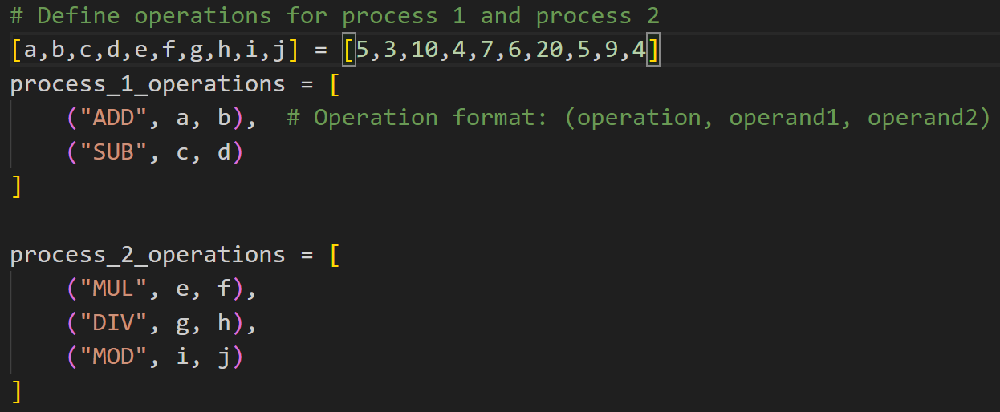 # Define operations for process 1 and process 2
[a,b,c,d,e,f,g,h,i,j] = [5,3,10,4,7,6,20,5,9,4]
process_1_operations = [
    ("ADD", a, b),  # Operation format: (operation, operand1, operand2)
    ("SUB", c, d)
]

process_2_operations = [
    ("MUL", e, f),
    ("DIV", g, h),
    ("MOD", i, j)
]